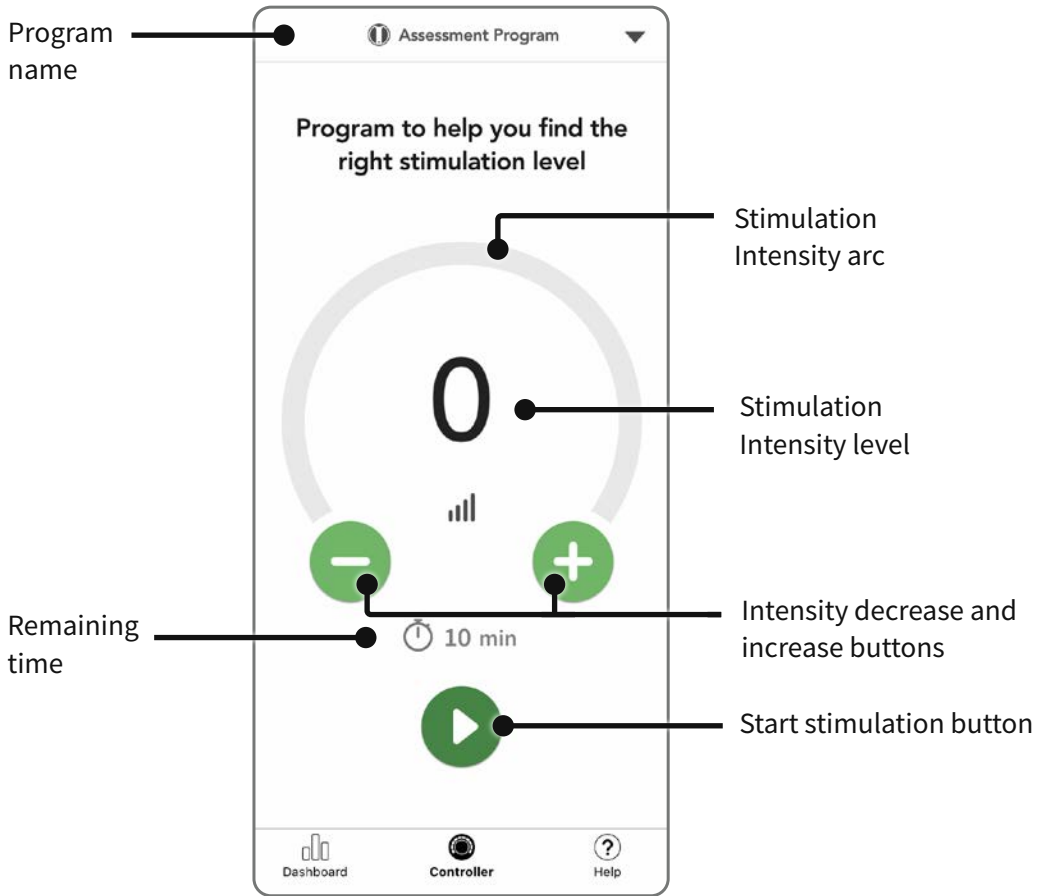 Program
name
Assessment Program
Program to help you find the
right stimulation level
Stimulation
Intensity arc
0
Stimulation
Intensity level
Intensity decrease and
increase buttons
Remaining
time
10 min
Start stimulation button
Dashboard
Controller
?
Help